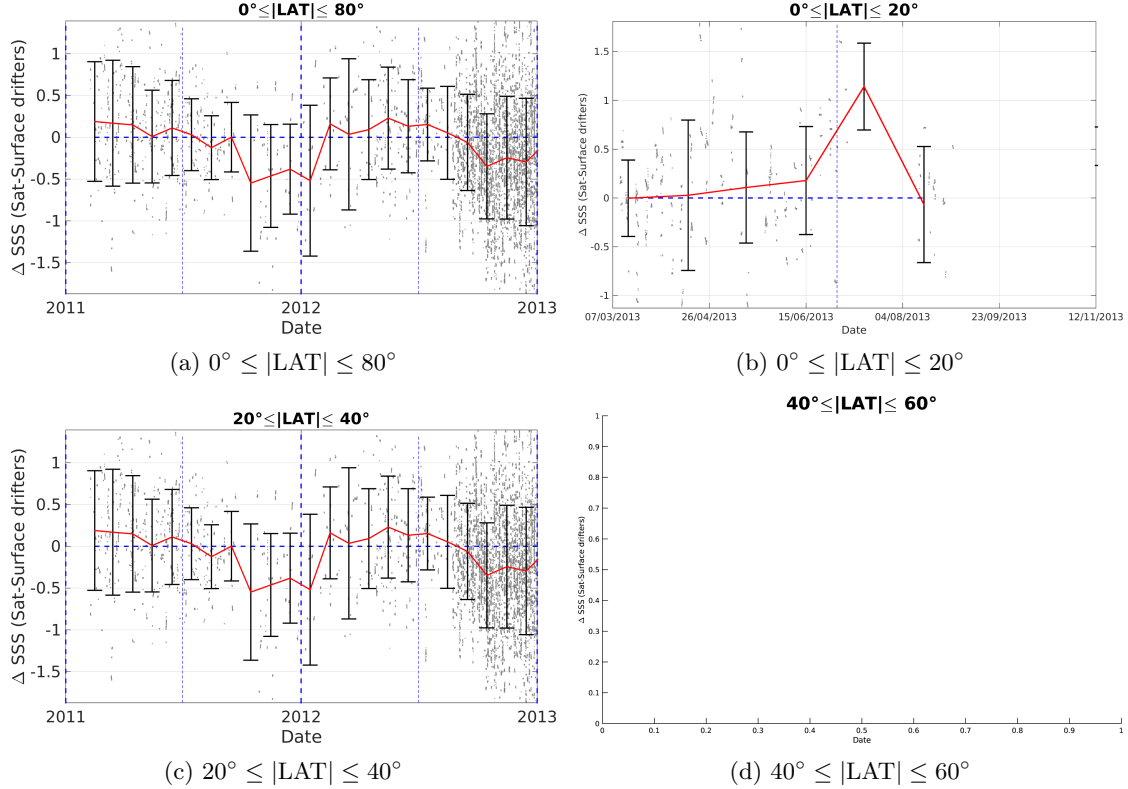 0°≤|LAT|≤ 80°
Δ SSS (Sat-Surface drifters)
1
0.5
0
-0.5
-1
-1.5
2011 2012 2013
Date
(a) 0° ≤ |LAT| ≤ 80°
0°≤|LAT|≤ 20°
Δ SSS (Sat-Surface drifters)
1.5
1
0.5
0
-0.5
-1
07/03/2013 26/04/2013 15/06/2013 04/08/2013 23/09/2013 12/11/2013
Date
(b) 0° ≤ |LAT| ≤ 20°
20°≤|LAT|≤ 40°
Δ SSS (Sat-Surface drifters)
1
0.5
0
-0.5
-1
-1.5
2011 2012 2013
Date
(c) 20° ≤ |LAT| ≤ 40°
40°≤|LAT|≤ 60°
Δ SSS (Sat-Surface drifters)
1
0.9
0.8
0.7
0.6
0.5
0.4
0.3
0.2
0.1
0
0 0.1 0.2 0.3 0.4 0.5 0.6 0.7 0.8 0.9 1
Date
(d) 40° ≤ |LAT| ≤ 60°